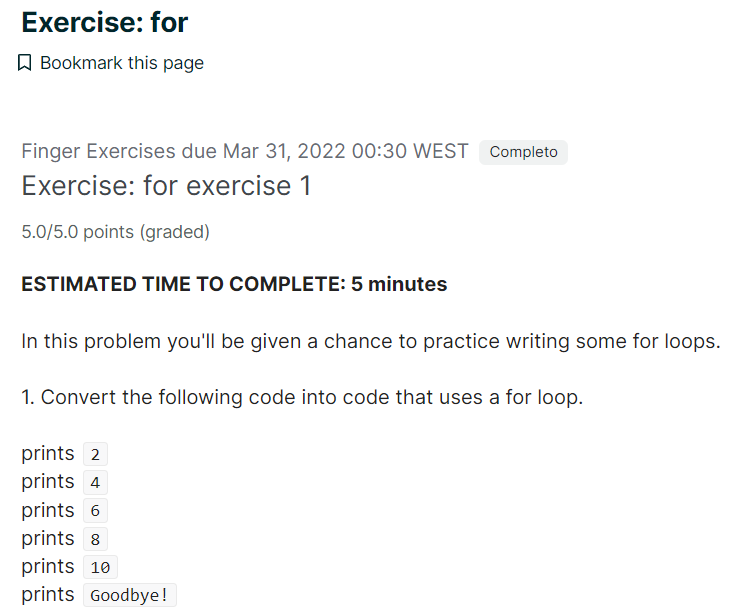 Exercise: for
Bookmark this page
Finger Exercises due Mar 31, 2022 00:30 WEST Completo
Exercise: for exercise 1
5.0/5.0 points (graded)
ESTIMATED TIME TO COMPLETE: 5 minutes
In this problem you'll be given a chance to practice writing some for loops.
1. Convert the following code into code that uses a for loop.
prints 2
prints 4
prints 6
prints 8
prints 10
prints Goodbye!